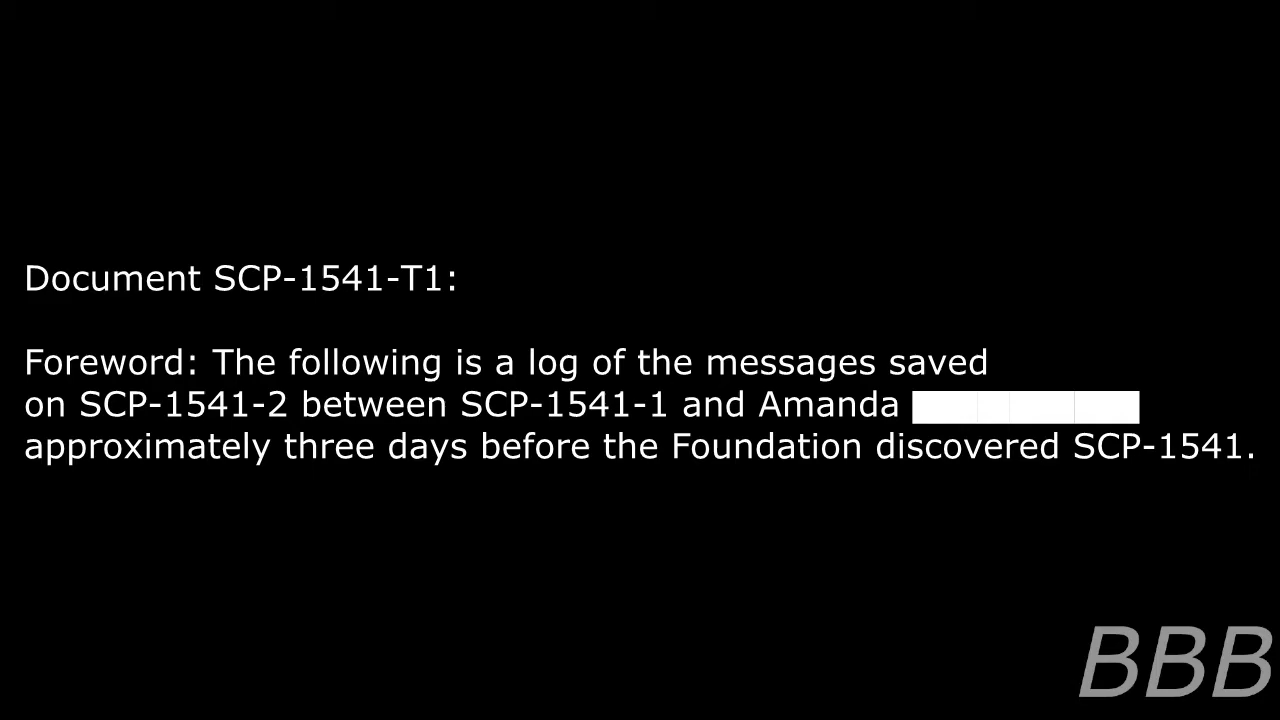 Document SCP-1541-T1:
Foreword: The following is a log of the messages saved
on SCP-1541-2 between SCP-1541-1 and Amanda ███████
approximately three days before the Foundation discovered SCP-1541.
BBB